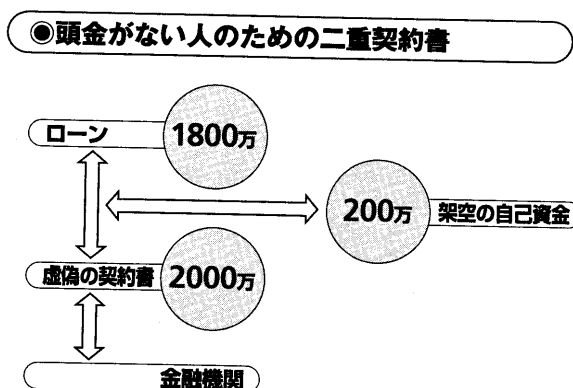 ◉頭金がない人のための二重契約書
ローン
1800万
200万
架空の自己資金
虚偽の契約書
2000万
金融機関